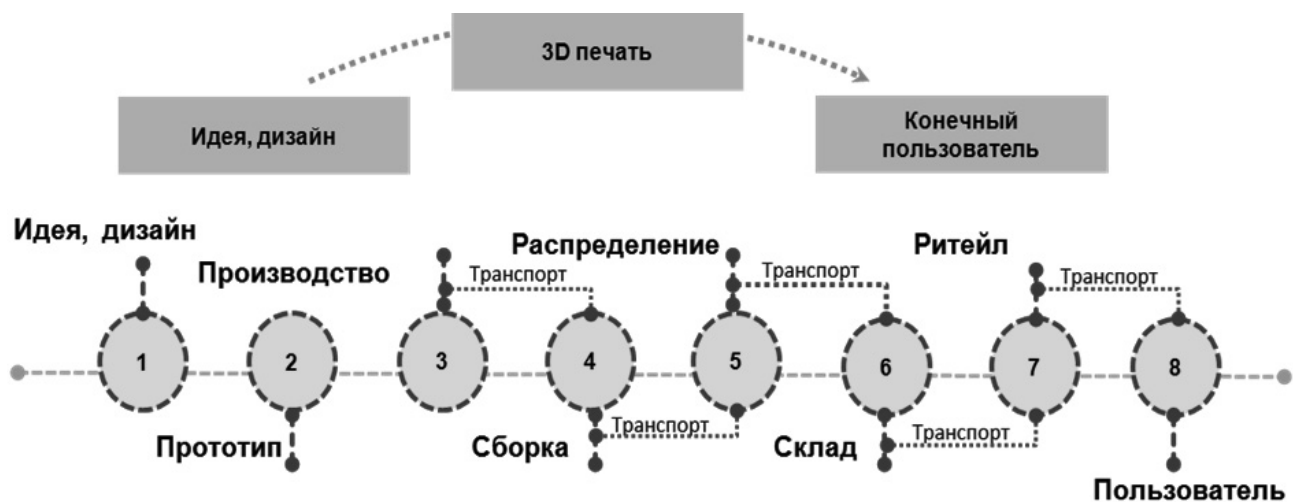 3D печать
Идея, дизайн
Конечный
пользователь
Идея, дизайн
Распределение
Ритейл
Производство
Транспорт
Транспорт
Транспорт
1
2
3
4
5
6
7
8
Прототип
Сборка
Транспорт
Склад
Транспорт
Пользователь